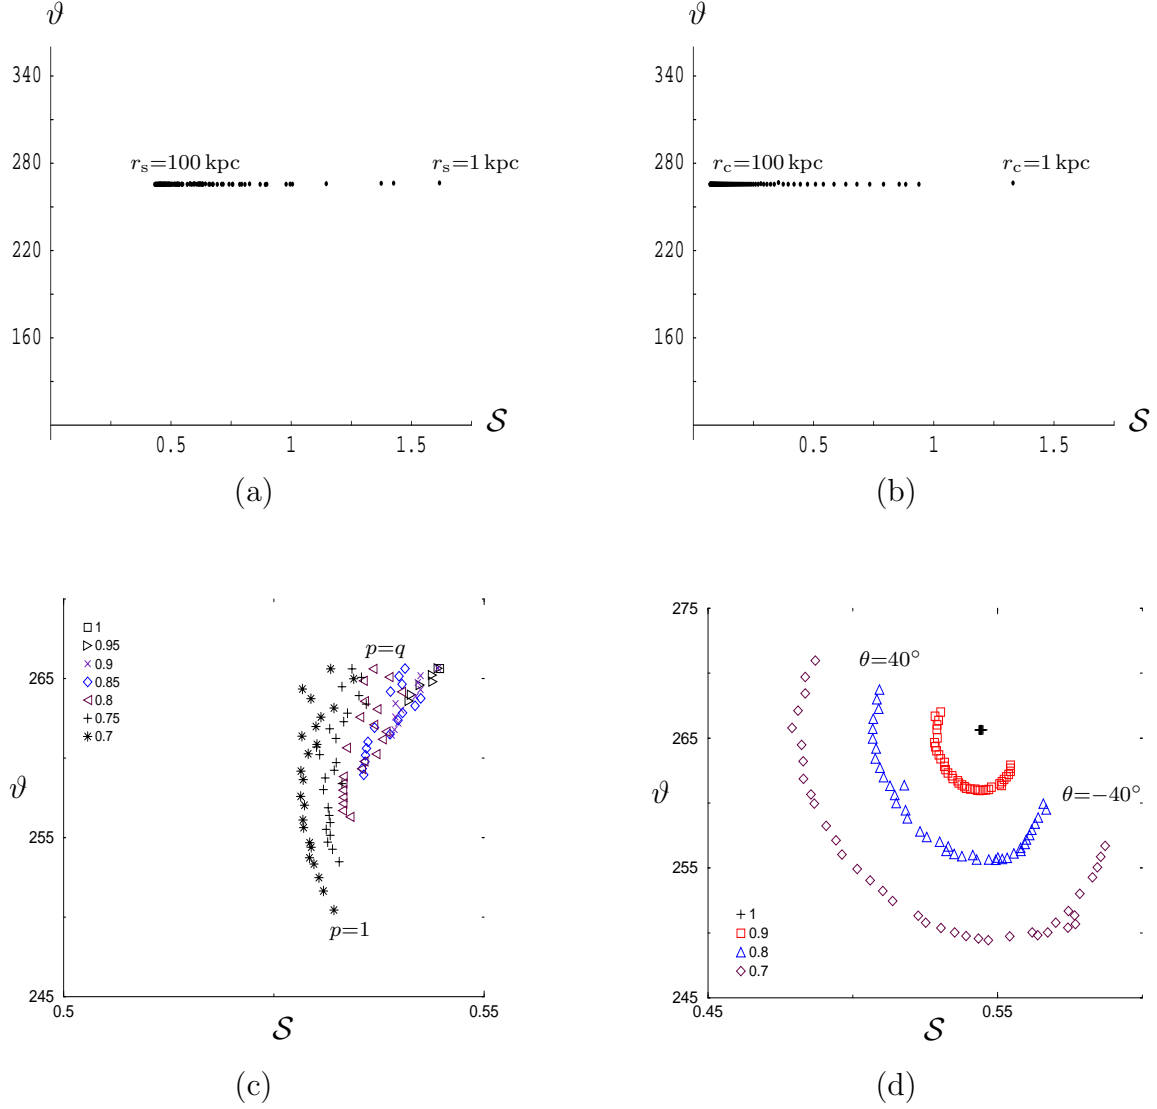 ϑ
340
280
220
160
r_s=100 kpc
r_s=1 kpc
0.5
1
1.5
S
(a)
ϑ
340
280
220
160
r_c=100 kpc
r_c=1 kpc
0.5
1
1.5
S
(b)
1
0.95
0.9
0.85
0.8
0.75
0.7
p=q
p=1
265
255
245
ϑ
0.5
0.55
S
(c)
275
265
255
245
ϑ
θ=40°
θ=−40°
1
0.9
0.8
0.7
0.45
0.55
S
(d)